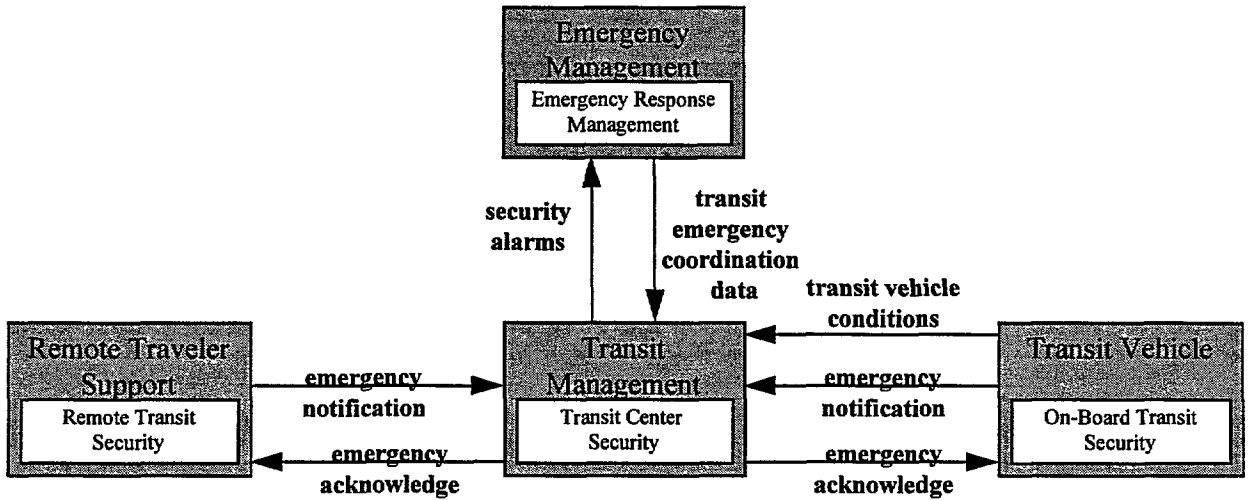 Emergency
Management
Emergency Response
Management
security
alarms
transit
emergency
coordination
data
transit vehicle
conditions
Remote Traveler
Support
Remote Transit
Security
emergency
notification
emergency
acknowledge
Transit
Management
Transit Center
Security
emergency
notification
emergency
acknowledge
Transit Vehicle
On-Board Transit
Security